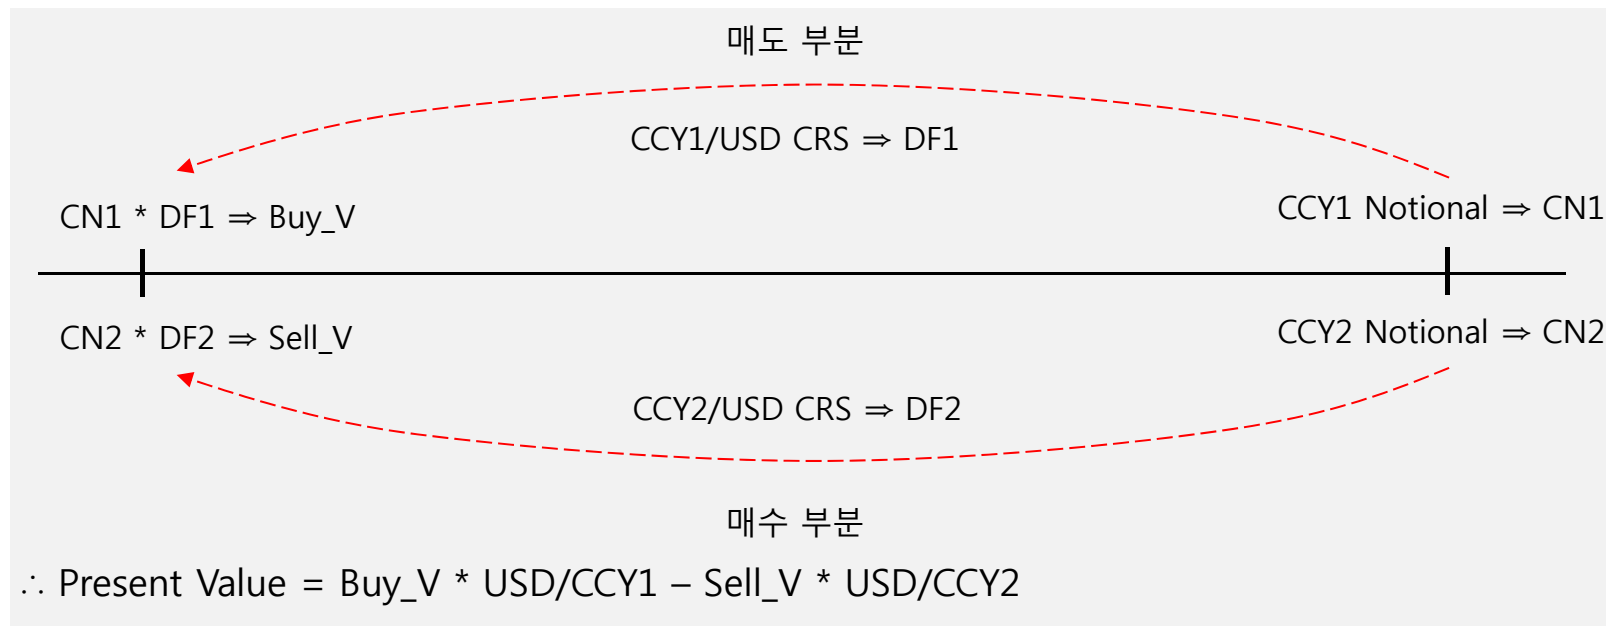 매도 부분
CCY1/USD CRS ⇒ DF1
CN1 * DF1 ⇒ Buy_V
CCY1 Notional ⇒ CN1
CN2 * DF2 ⇒ Sell_V
CCY2 Notional ⇒ CN2
CCY2/USD CRS ⇒ DF2
매수 부분
∴ Present Value = Buy_V * USD/CCY1 – Sell_V * USD/CCY2